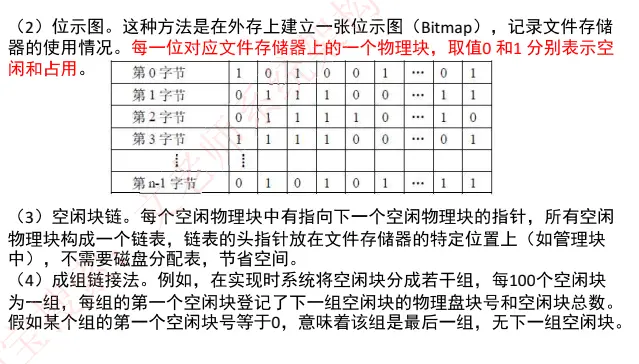 （2）位示图。这种方法是在外存上建立一张位示图（Bitmap），记录文件存储
器的使用情况。每一位对应文件存储器上的一个物理块，取值0 和1 分别表示空
闲和占用。
第 0 字节 1 0 1 0 0 1 … 0 1
第 1 字节 0 1 1 1 0 0 … 1 1
第 2 字节 0 1 1 1 1 0 … 1 0
第 3 字节 1 1 1 1 0 0 … 0 1
⋮ ⋮
第 n-1 字节 0 1 0 1 0 1 … 1 1
（3）空闲块链。每个空闲物理块中有指向下一个空闲物理块的指针，所有空闲
物理块构成一个链表，链表的头指针放在文件存储器的特定位置上（如管理块
中），不需要磁盘分配表，节省空间。
（4）成组链接法。例如，在实现时系统将空闲块分成若干组，每100个空闲块
为一组，每组的第一个空闲块登记了下一组空闲块的物理盘块号和空闲块总数。
假如某个组的第一个空闲块号等于0，意味着该组是最后一组，无下一组空闲块。